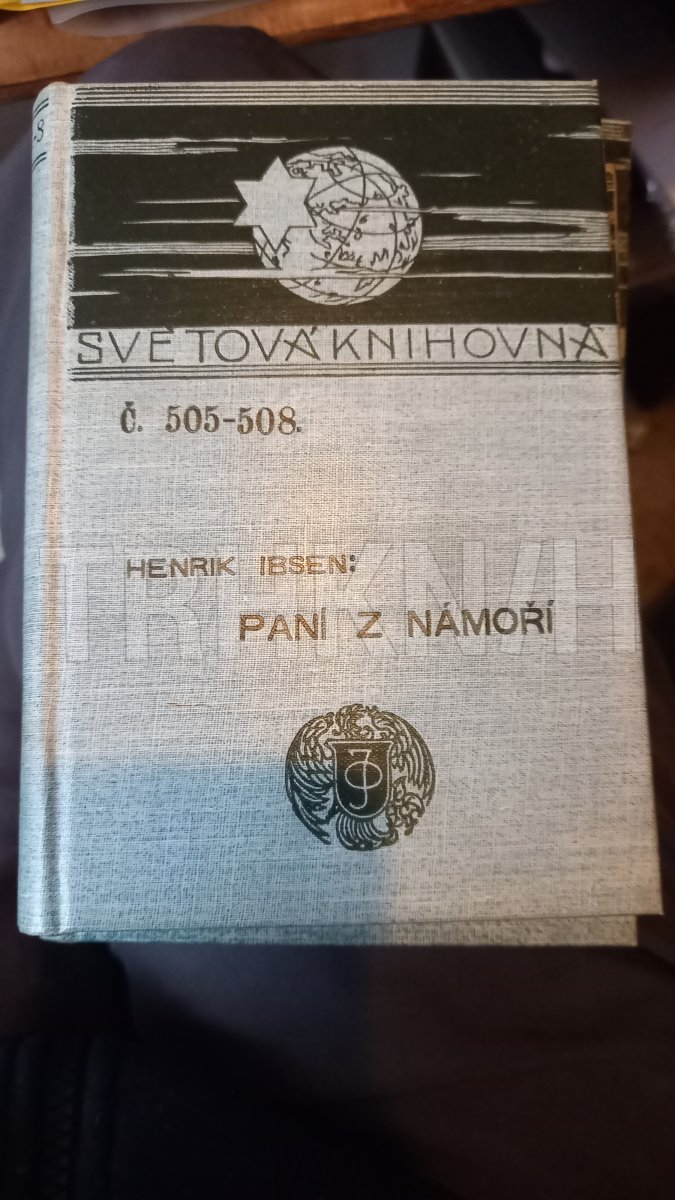 SVĚTOVÁ KNIHOVNA
Č. 505-508.
HENRIK IBSEN:
PANÍ Z NÁMOŘÍ